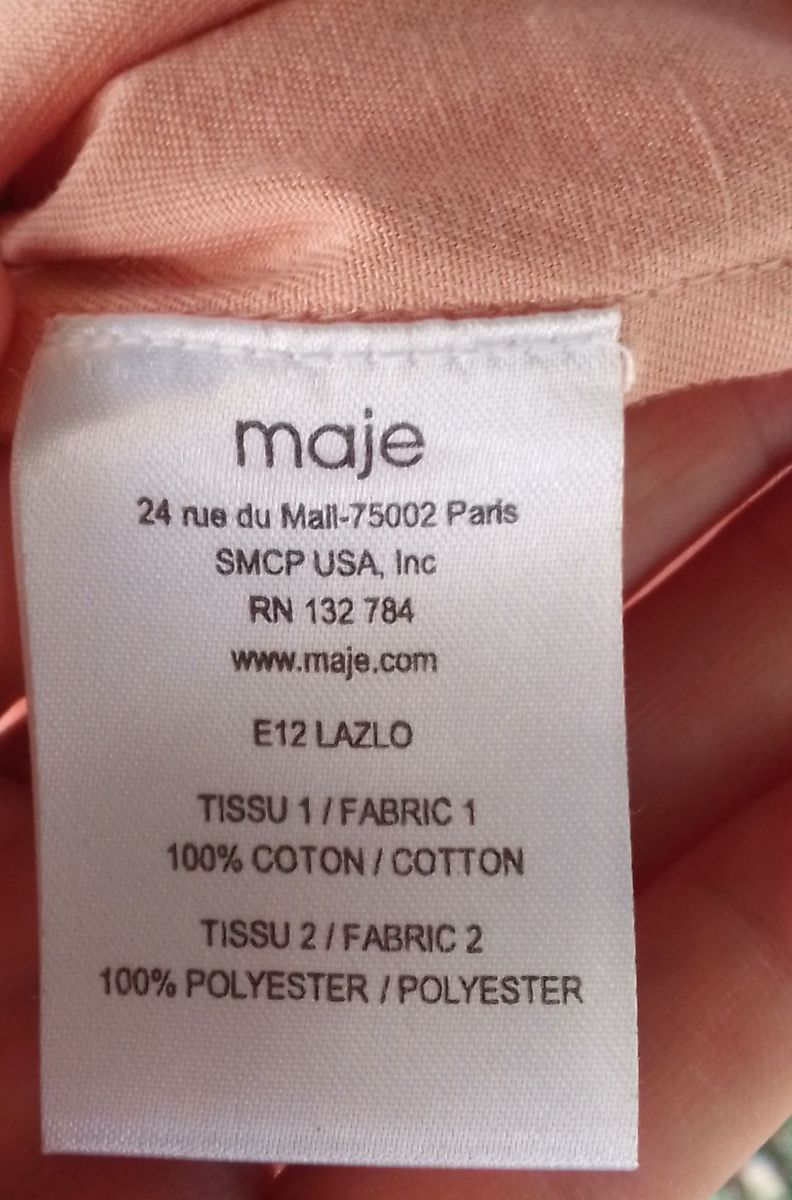 maje
24 rue du Mail-75002 Paris
SMCP USA, Inc
RN 132 784
www.maje.com
E12 LAZLO
TISSU 1 / FABRIC 1
100% COTON / COTTON
TISSU 2 / FABRIC 2
100% POLYESTER / POLYESTER